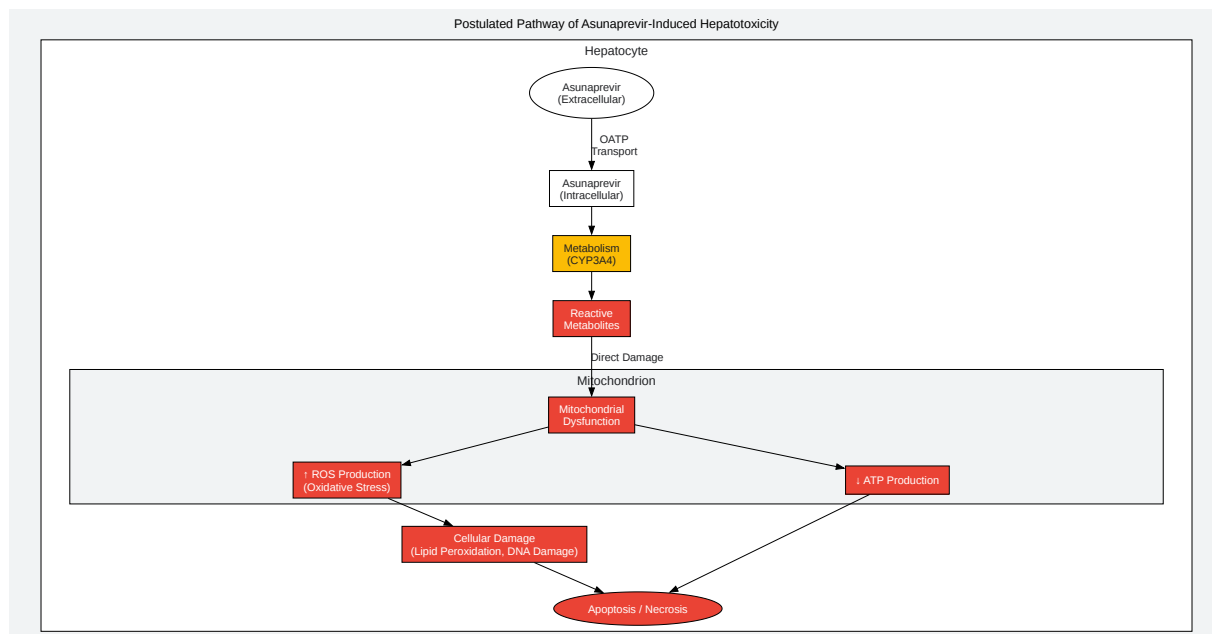 Postulated Pathway of Asunaprevir-Induced Hepatotoxicity
Hepatocyte
Asunaprevir
(Extracellular)
OATP
Transport
Asunaprevir
(Intracellular)
Metabolism
(CYP3A4)
Reactive
Metabolites
Direct Damage
Mitochondrion
Mitochondrial
Dysfunction
↑ ROS Production
(Oxidative Stress)
↓ ATP Production
Cellular Damage
(Lipid Peroxidation, DNA Damage)
Apoptosis / Necrosis